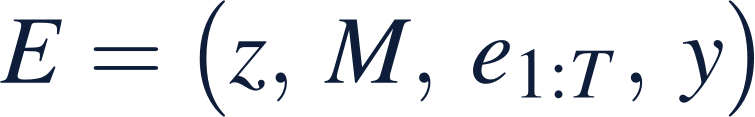 E = (z, M, e_{1:T}, y)